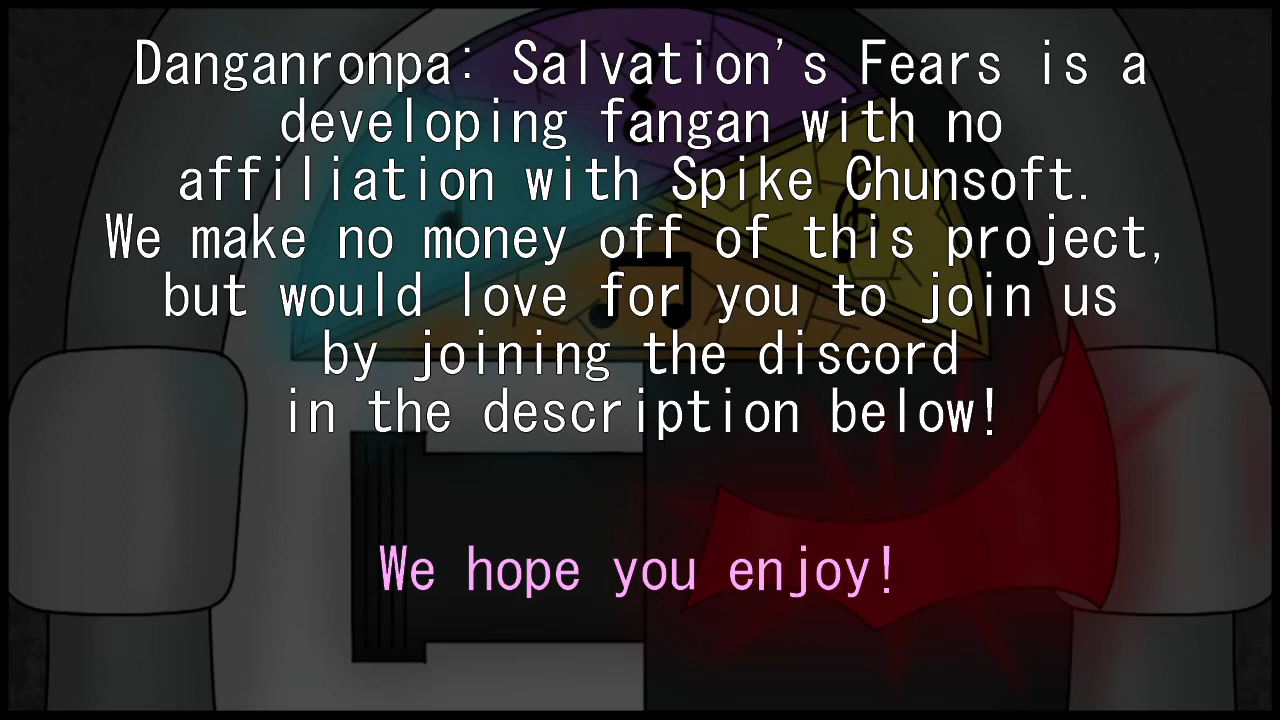 Danganronpa: Salvation's Fears is a
developing fangan with no
affiliation with Spike Chunsoft.
We make no money off of this project,
but would love for you to join us
by joining the discord
in the description below!
We hope you enjoy!